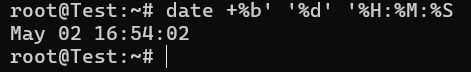 root@Test:~# date +%b' '%d' '%H:%M:%S
May 02 16:54:02
root@Test:~#